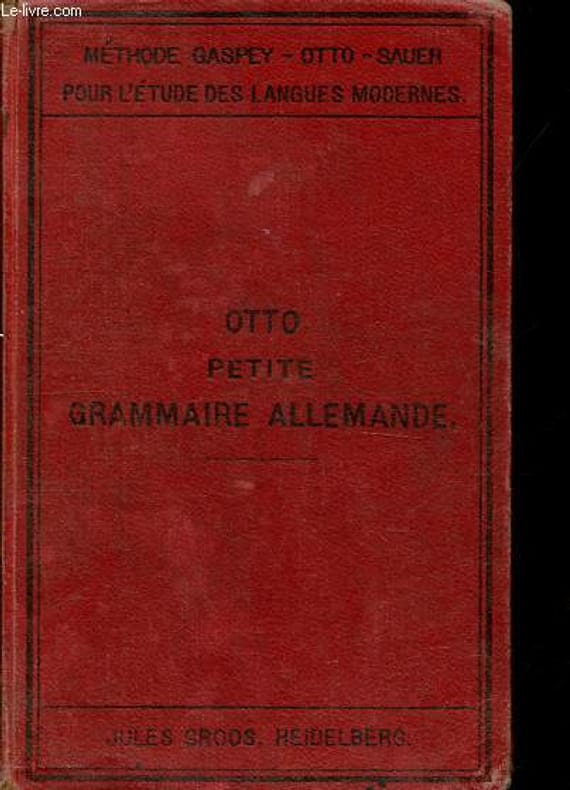 Le-livre.com
MÉTHODE GASPEY - OTTO - SAUER
POUR L'ÉTUDE DES LANGUES MODERNES.
OTTO
PETITE
GRAMMAIRE ALLEMANDE.
JULES GROOS, HEIDELBERG.